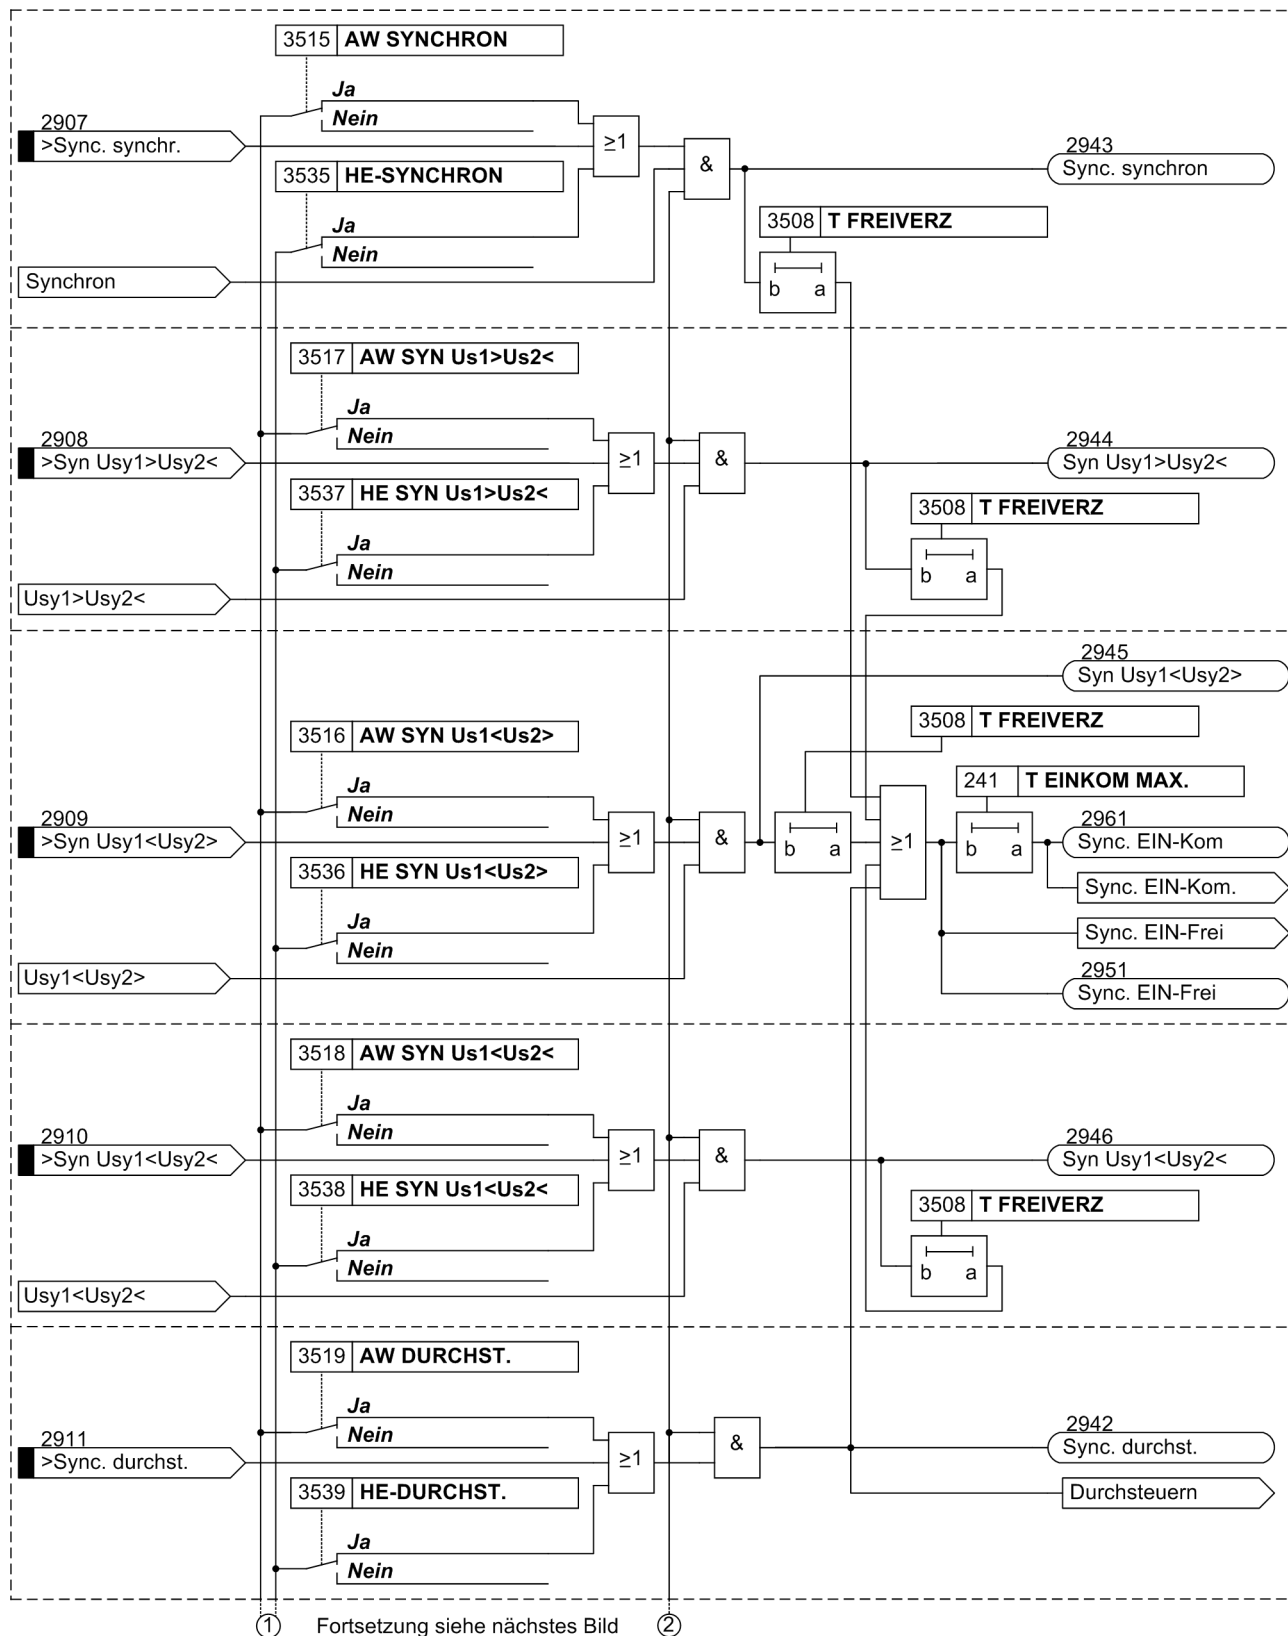 3515 AW SYNCHRON
Ja
Nein
2907
>Sync. synchr.
≥1
3535 HE-SYNCHRON
&
2943
Sync. synchron
3508 T FREIVERZ
Ja
Nein
Synchron
b a
3517 AW SYN Us1>Us2<
Ja
Nein
2908
>Syn Usy1>Usy2<
≥1
&
2944
Syn Usy1>Usy2<
3537 HE SYN Us1>Us2<
3508 T FREIVERZ
Ja
Nein
b a
Usy1>Usy2<
2945
Syn Usy1<Usy2>
3516 AW SYN Us1<Us2>
3508 T FREIVERZ
241 T EINKOM MAX.
Ja
Nein
2909
>Syn Usy1<Usy2>
≥1
&
b a
≥1
b a
2961
Sync. EIN-Kom
3536 HE SYN Us1<Us2>
Sync. EIN-Kom.
Ja
Nein
Sync. EIN-Frei
Usy1<Usy2>
2951
Sync. EIN-Frei
3518 AW SYN Us1<Us2<
Ja
Nein
2910
>Syn Usy1<Usy2<
≥1
&
2946
Syn Usy1<Usy2<
3538 HE SYN Us1<Us2<
3508 T FREIVERZ
Ja
Nein
b a
Usy1<Usy2<
3519 AW DURCHST.
Ja
Nein
2911
>Sync. durchst.
≥1
&
2942
Sync. durchst.
3539 HE-DURCHST.
Durchsteuern
Ja
Nein
1 Fortsetzung siehe nächstes Bild 2